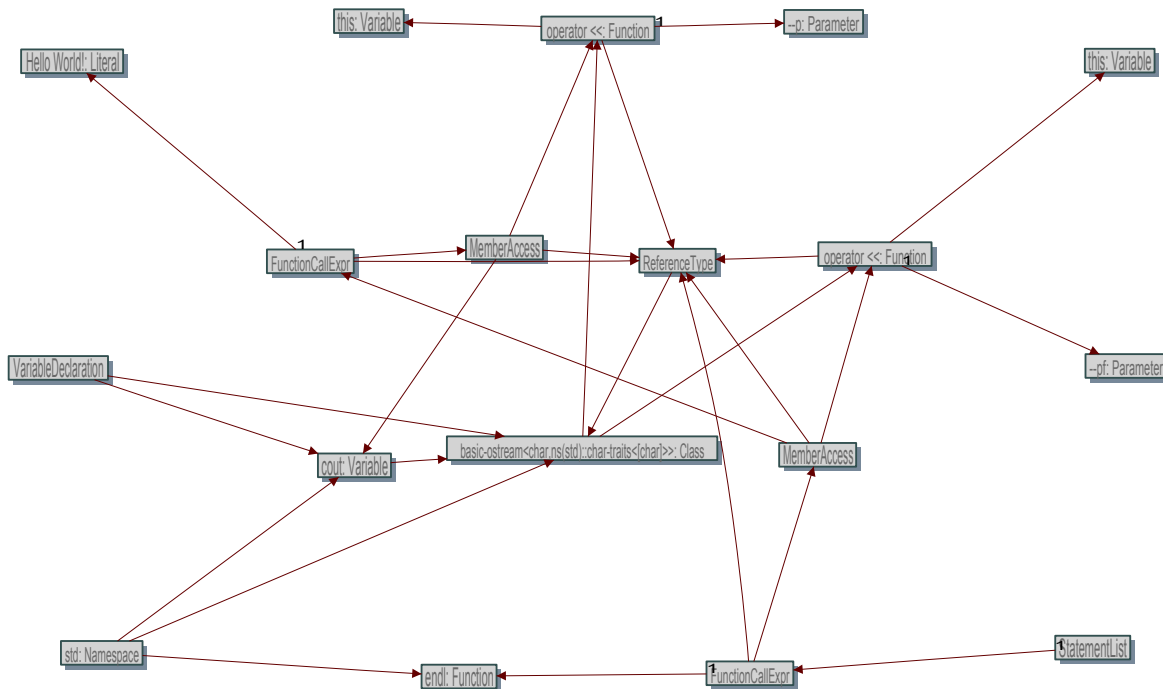 this: Variable
operator <<: Function
1
--p: Parameter
Hello World!: Literal
this: Variable
1
FunctionCallExpr
MemberAccess
ReferenceType
operator <<: Function
1
VariableDeclaration
--pf: Parameter
cout: Variable
basic-ostream<char,ns(std)::char-traits<[char]>>: Class
MemberAccess
std: Namespace
endl: Function
1
FunctionCallExpr
1
StatementList